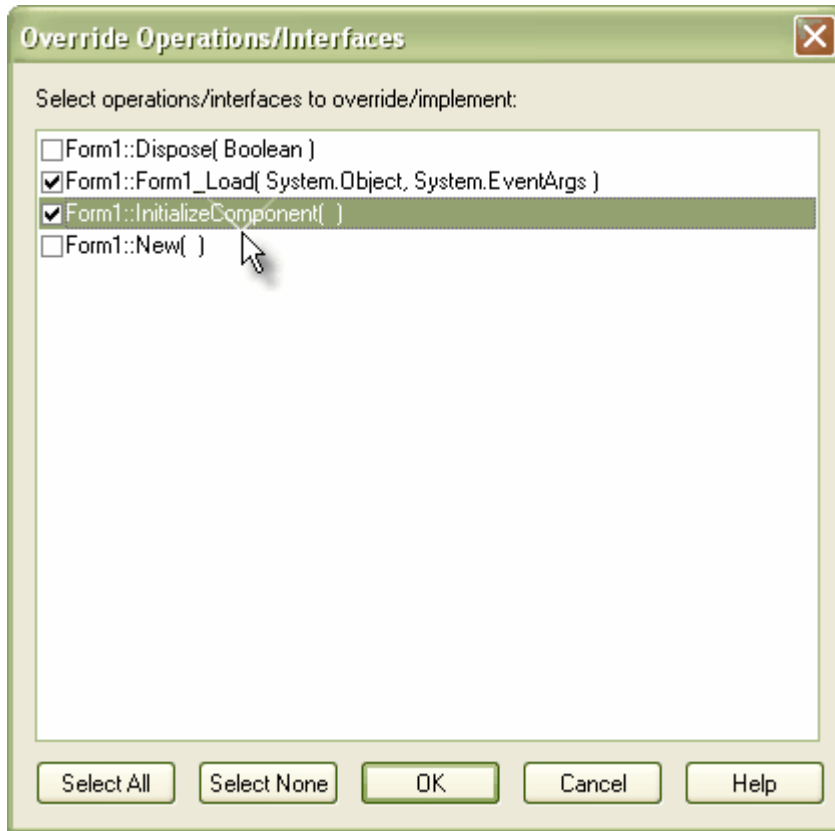 Override Operations/Interfaces
Select operations/interfaces to override/implement:
Form1::Dispose( Boolean )
Form1::Form1_Load( System.Object, System.EventArgs )
Form1::InitializeComponent(  )
Form1::New(  )
Select All Select None OK Cancel Help